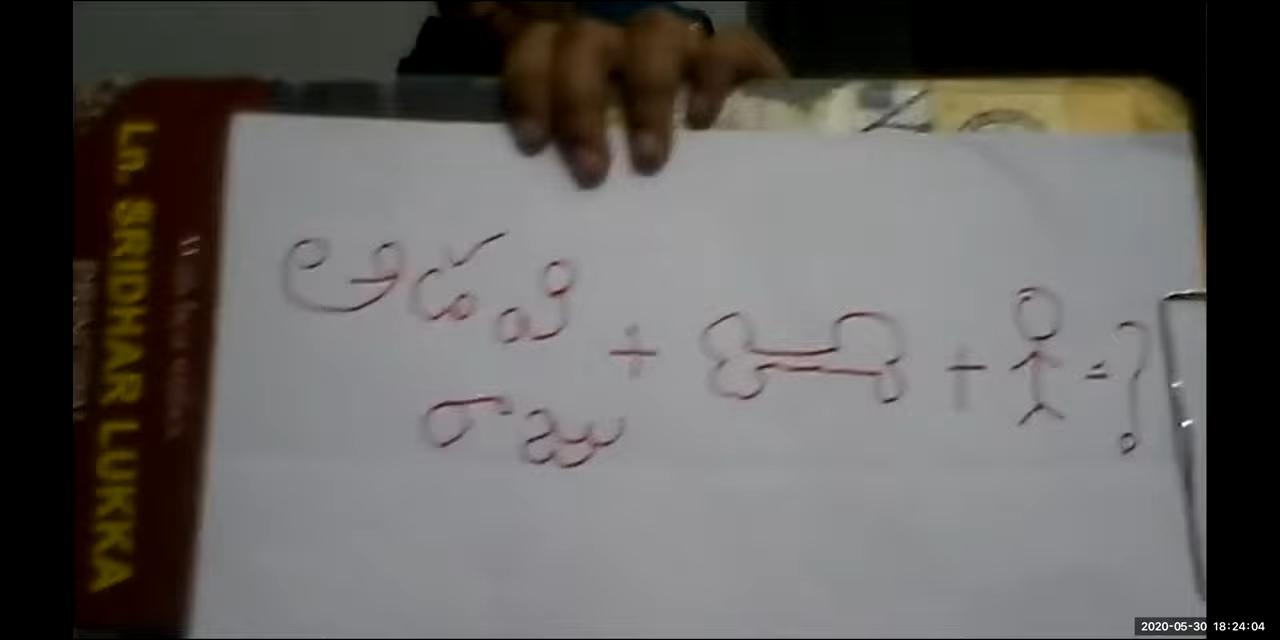 Ln. SRIDHAR LUKKA
అడవి + + = ?
రాజు
2020-05-30 18:24:04